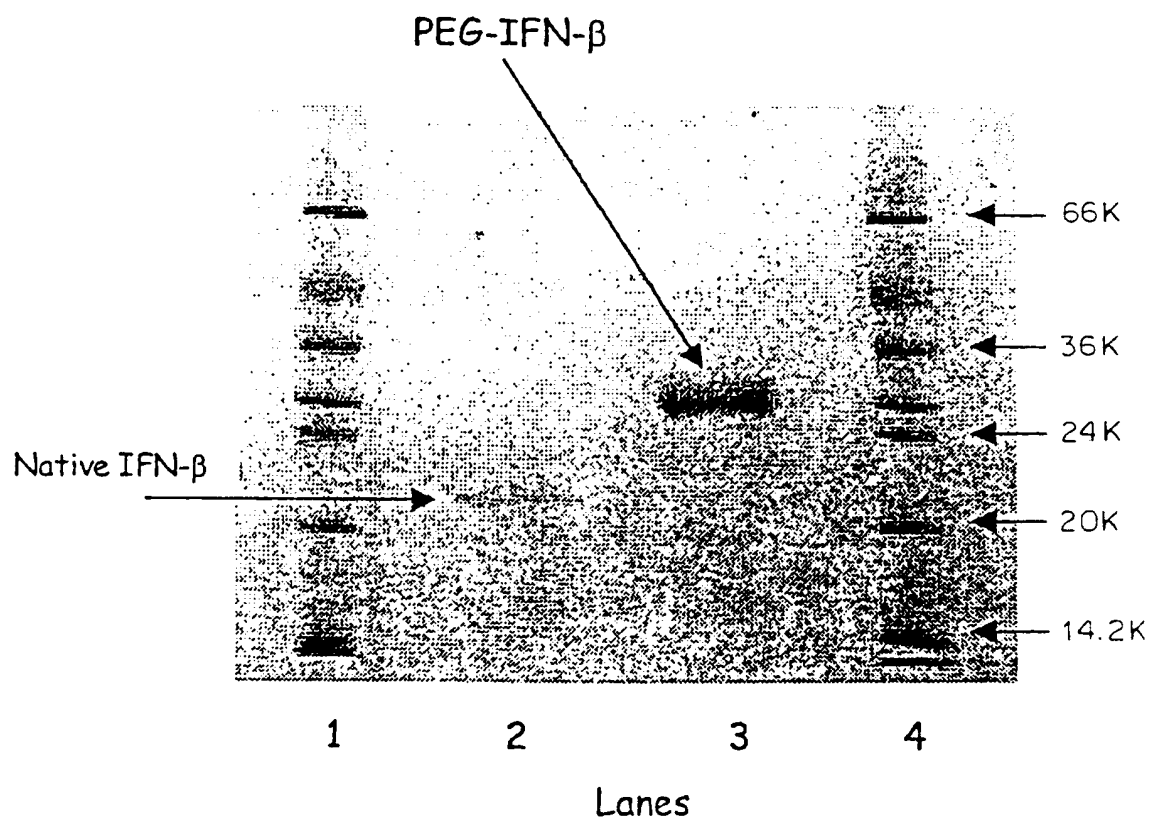 PEG-IFN-β
66K
36K
24K
Native IFN-β
20K
14.2K
1 2 3 4
Lanes